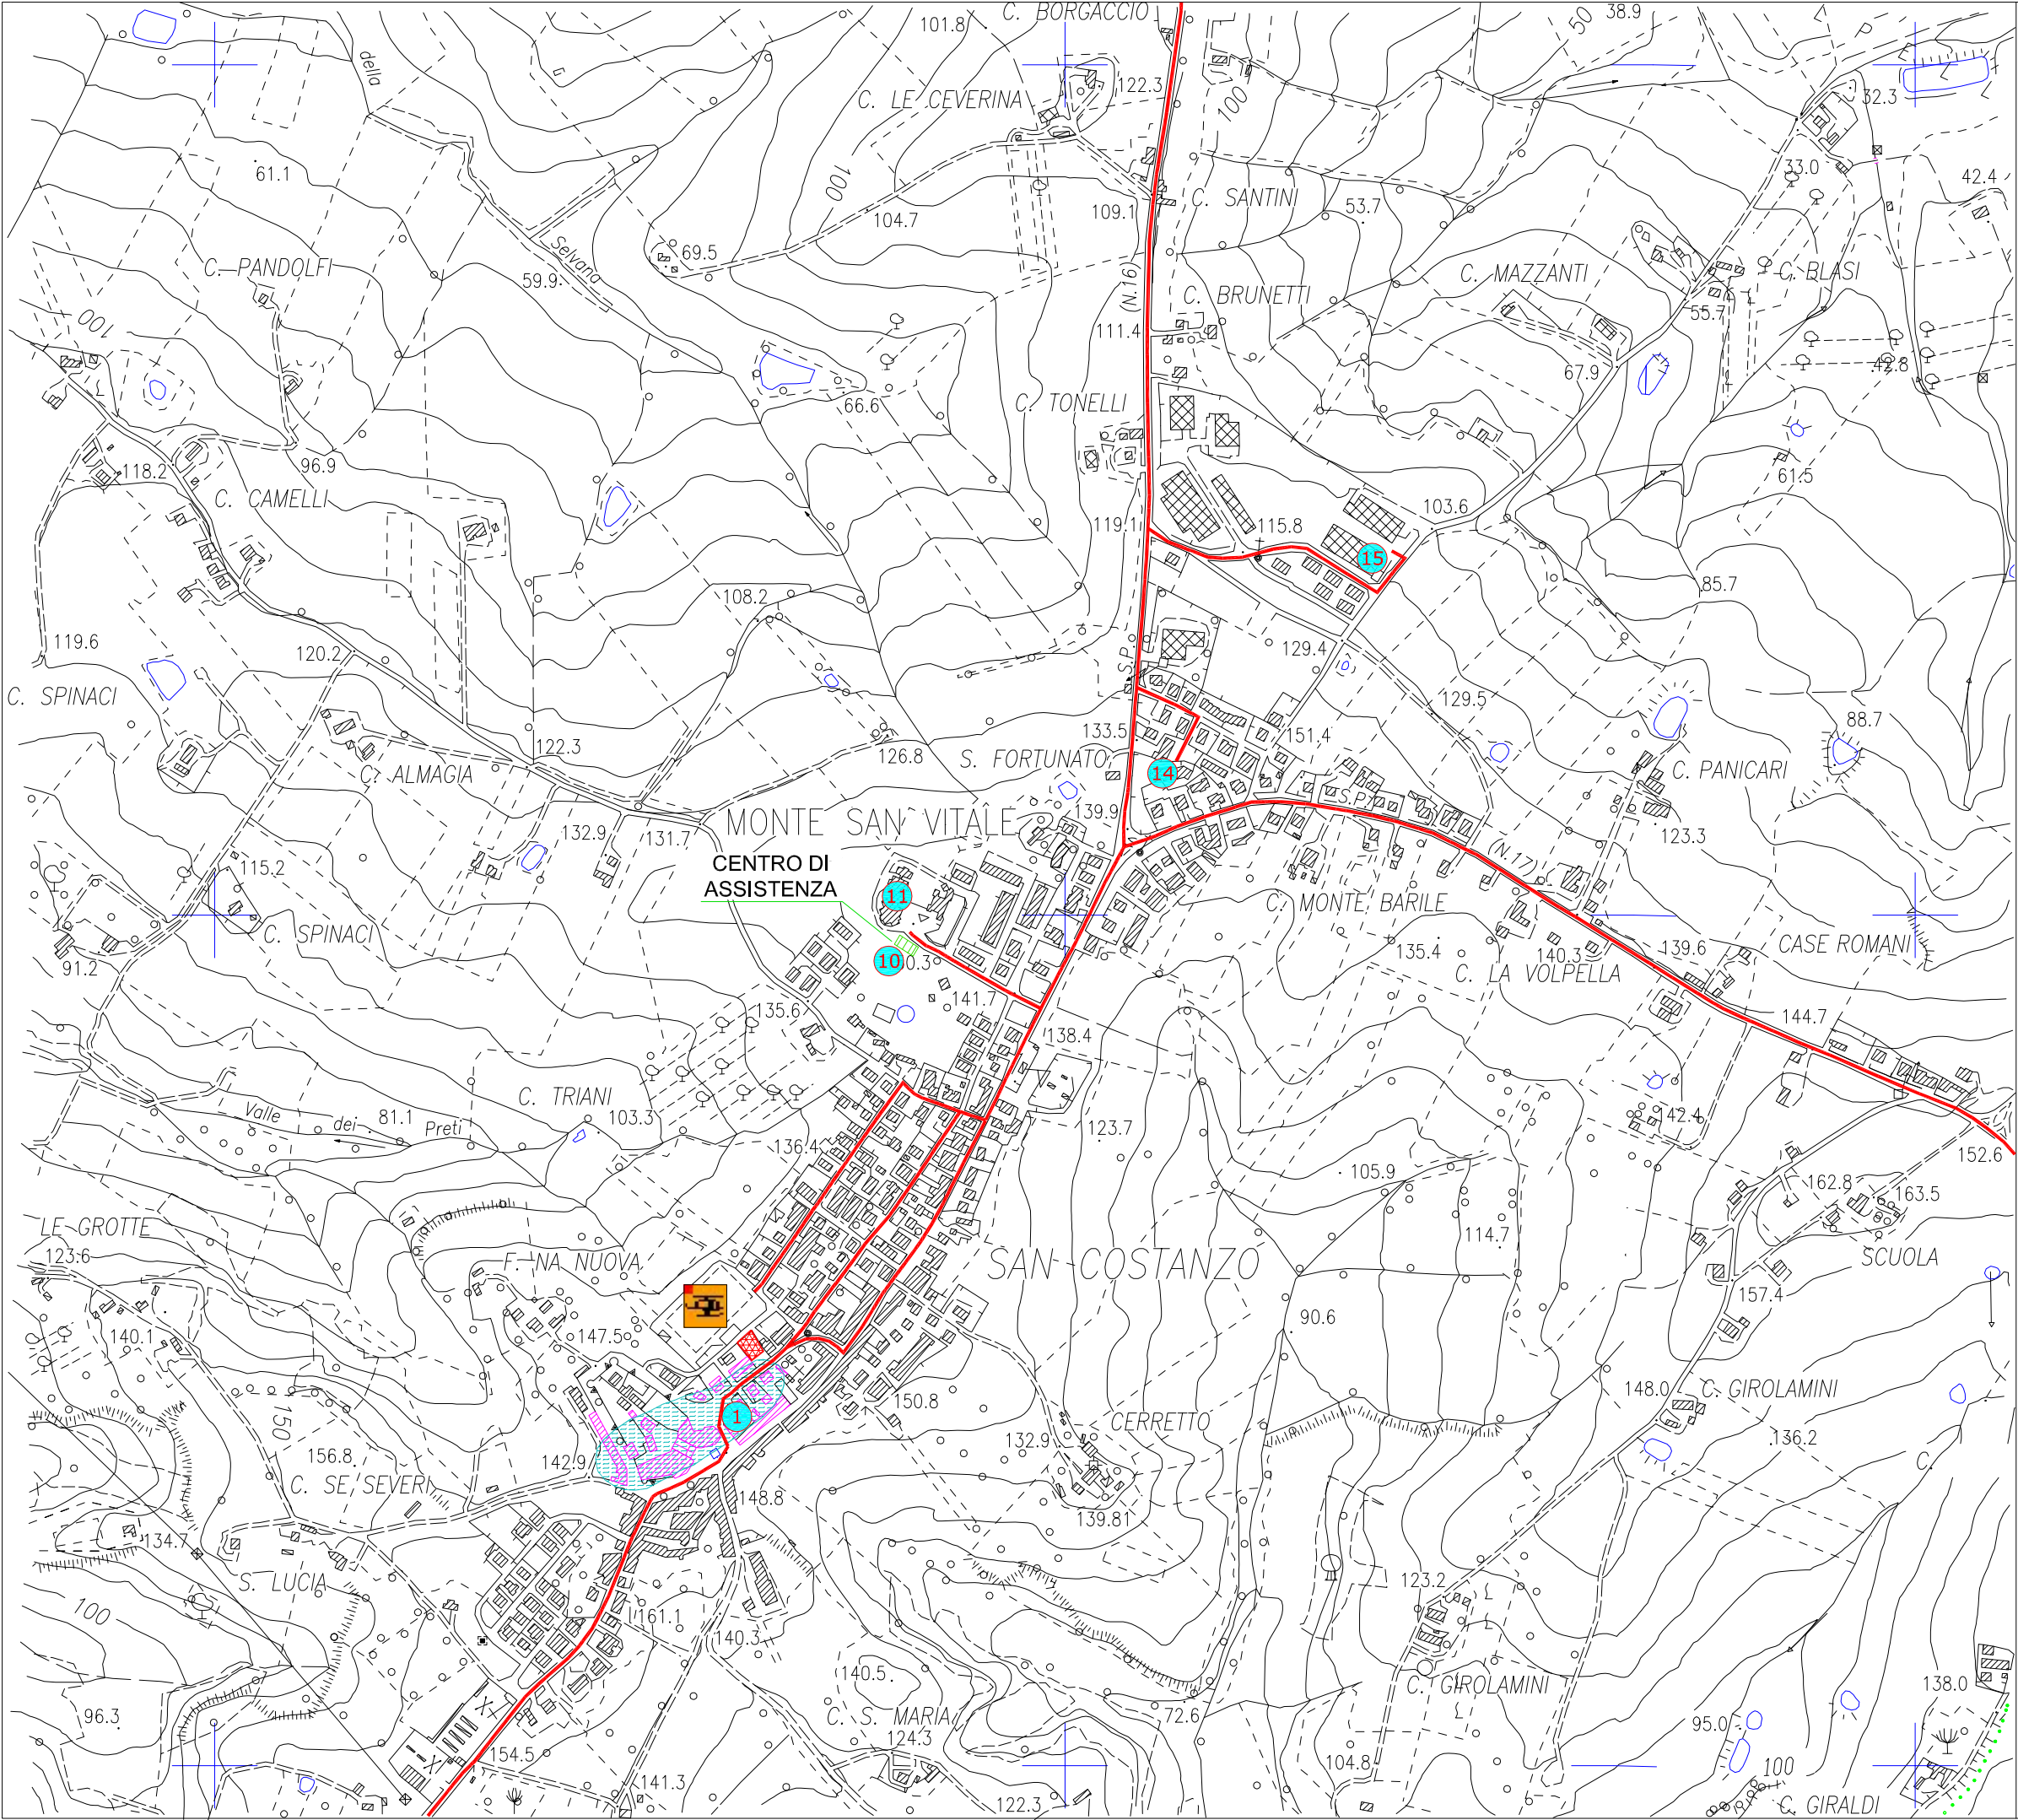 C. BORGACCIO
101.8
50
38.9
della
C. LE CEVERINA
122.3
100
32.3
61.1
100
104.7
109.1
C. SANTINI
53.7
33.0
42.4
C. PANDOLFI
69.5
Selvana
59.9
(N.16)
C. BRUNETTI
C. MAZZANTI
C. BLASI
55.7
100
111.4
67.9
42.8
66.6
C. TONELLI
118.2
96.9
C. CAMELLI
61.5
103.6
119.1
115.8
15
85.7
108.2
119.6
120.2
129.4
S.P.
C. SPINACI
129.5
88.7
133.5
151.4
122.3
126.8
S. FORTUNATO
C. ALMAGIA
14
C. PANICARI
S.P.
132.9
131.7
MONTE SAN VITALE
139.9
123.3
(N.17)
CENTRO DI
ASSISTENZA
115.2
11
C. MONTE BARILE
C. SPINACI
91.2
10
0.3
135.4
140.3
139.6
CASE ROMANI
C. LA VOLPELLA
141.7
135.6
138.4
144.7
C. TRIANI
103.3
Valle
dei
81.1
Preti
123.7
142.4
136.4
105.9
152.6
162.8
163.5
LE GROTTE
123.6
F. NA NUOVA
SAN COSTANZO
114.7
SCUOLA
157.4
140.1
147.5
90.6
150
1
150.8
CERRETTO
148.0
C. GIROLAMINI
156.8
142.9
132.9
136.2
C.
C. SE SEVERI
148.8
139.81
134.7
S. LUCIA
123.2
100
161.1
140.3
140.5
C. GIROLAMINI
138.0
96.3
C. S. MARIA
72.6
95.0
154.5
124.3
104.8
100
141.3
122.3
C. GIRALDI